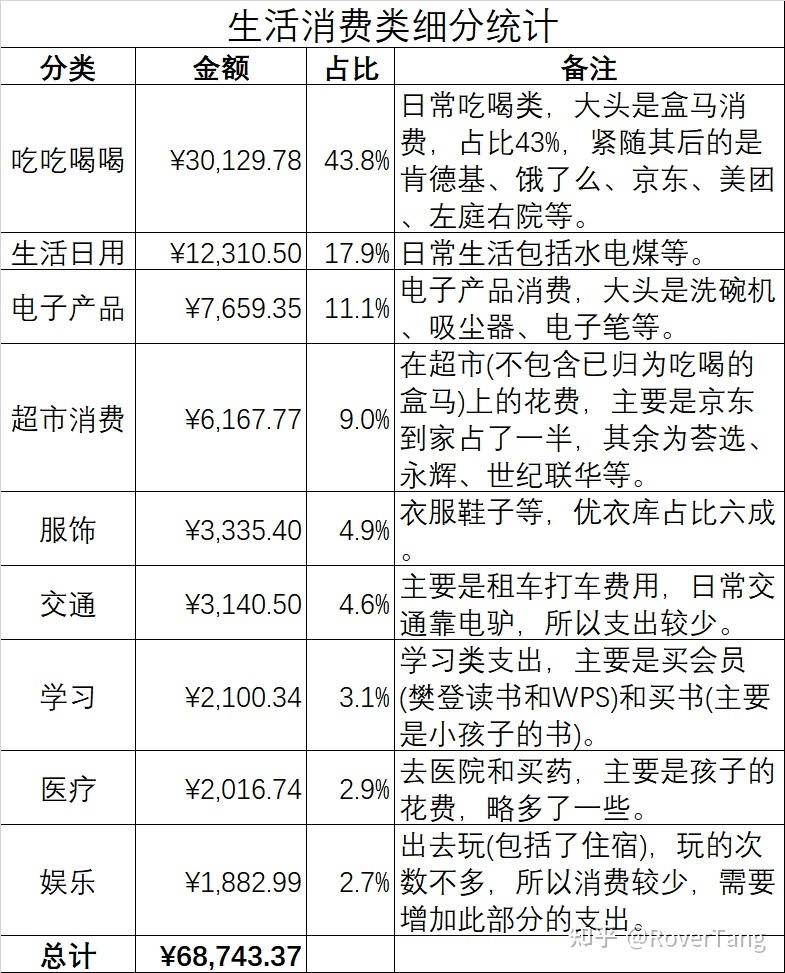 生活消费类细分统计
分类 金额 占比 备注
吃吃喝喝 ¥30,129.78 43.8%
日常吃喝类，大头是盒马消
费，占比43%，紧随其后的是
肯德基、饿了么、京东、美团
、左庭右院等。
生活日用 ¥12,310.50 17.9% 日常生活包括水电煤等。
电子产品 ¥7,659.35 11.1%
电子产品消费，大头是洗碗机
、吸尘器、电子笔等。
超市消费 ¥6,167.77 9.0%
在超市(不包含已归为吃喝的
盒马)上的花费，主要是京东
到家占了一半，其余为荟选、
永辉、世纪联华等。
服饰 ¥3,335.40 4.9%
衣服鞋子等，优衣库占比六成
。
交通 ¥3,140.50 4.6%
主要是租车打车费用，日常交
通靠电驴，所以支出较少。
学习 ¥2,100.34 3.1%
学习类支出，主要是买会员
(樊登读书和WPS)和买书(主要
是小孩子的书)。
医疗 ¥2,016.74 2.9%
去医院和买药，主要是孩子的
花费，略多了一些。
娱乐 ¥1,882.99 2.7%
出去玩(包括了住宿)，玩的次
数不多，所以消费较少，需要
增加此部分的支出。
总计 ¥68,743.37
知乎 @RoverTang